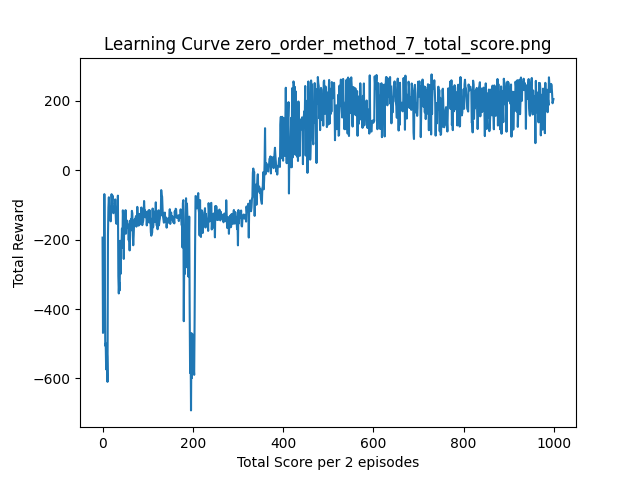 Learning Curve zero_order_method_7_total_score.png
200
0
−200
−400
−600
Total Reward
0 200 400 600 800 1000
Total Score per 2 episodes